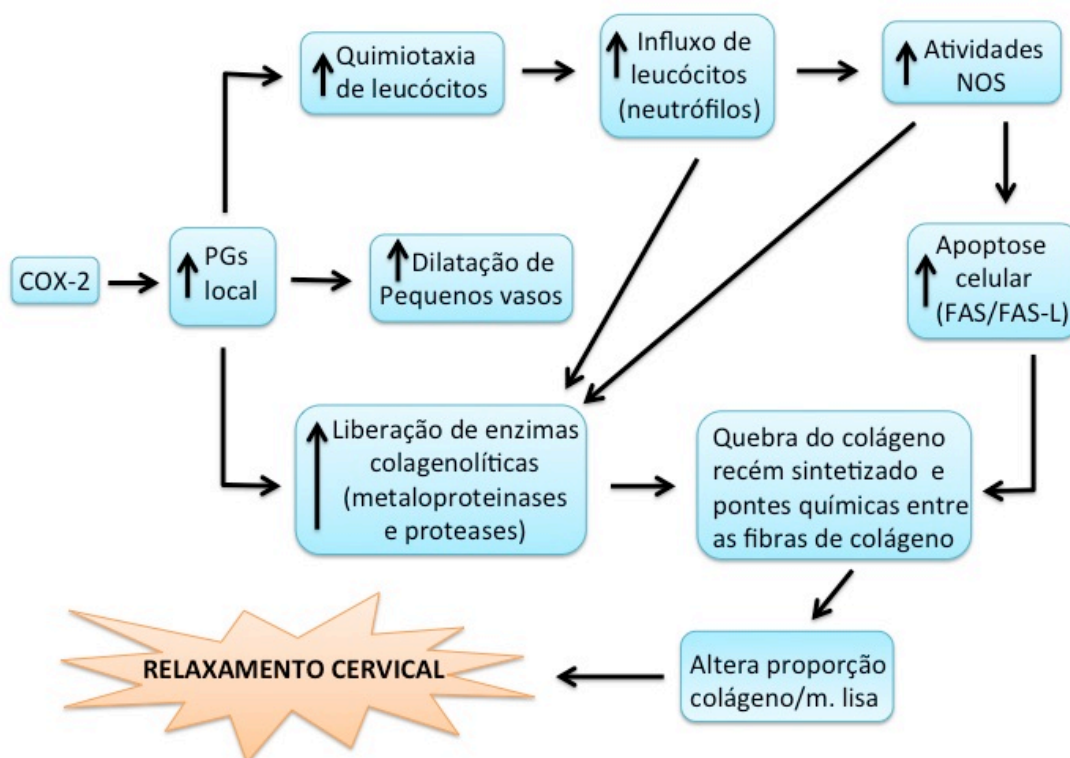 Quimiotaxia
de leucócitos
Influxo de
leucócitos
(neutrófilos)
Atividades
NOS
COX-2
PGs
local
Dilatação de
Pequenos vasos
Apoptose
celular
(FAS/FAS-L)
Liberação de enzimas
colagenolíticas
(metaloproteinases
e proteases)
Quebra do colágeno
recém sintetizado e
pontes químicas entre
as fibras de colágeno
RELAXAMENTO CERVICAL
Altera proporção
colágeno/m. lisa